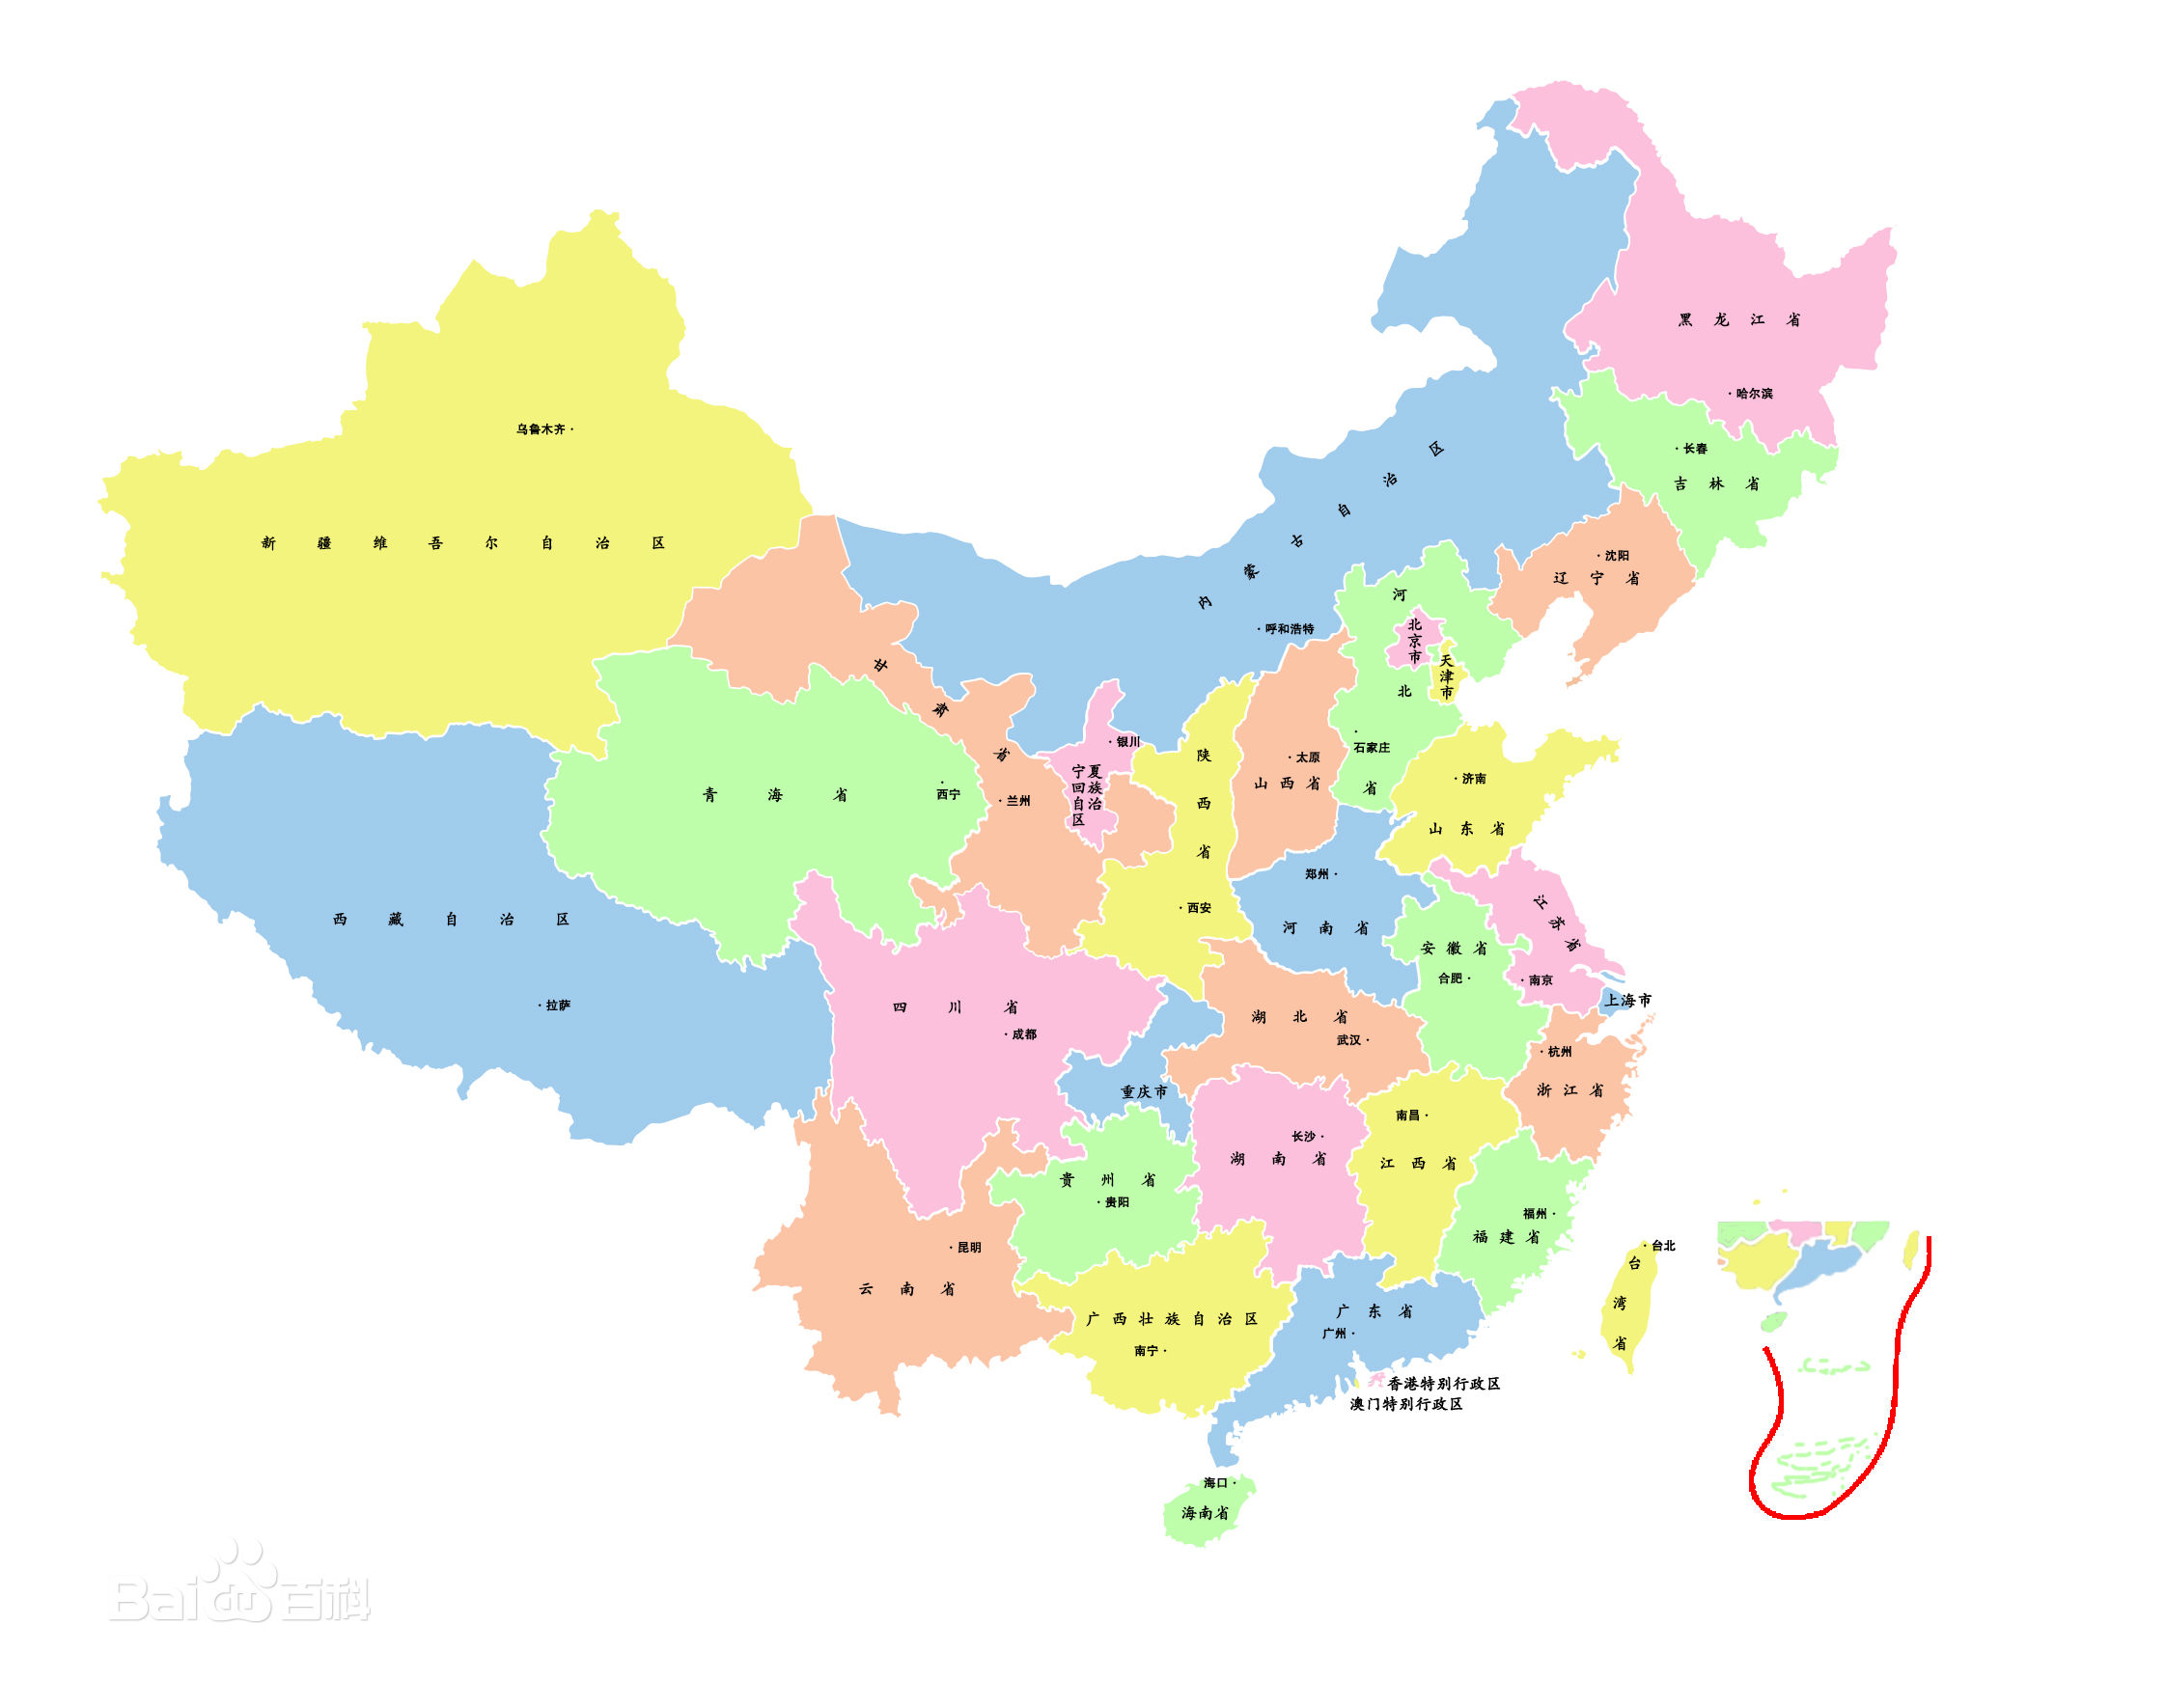 黑龙江省
·哈尔滨
乌鲁木齐·
新疆维吾尔自治区
·长春
吉林省
内蒙古自治区
·呼和浩特
·沈阳
辽宁省
河北省
北京市
天津市
·石家庄
甘肃省
·兰州
·银川
宁夏
回族
自治
区
青海省
·西宁
陕西省
·西安
·太原
山西省
·济南
山东省
郑州·
河南省
江苏省
·南京
安徽省
合肥·
上海市
西藏自治区
·拉萨
四川省
·成都
湖北省
武汉·
重庆市
·杭州
浙江省
南昌·
江西省
长沙·
湖南省
贵州省
·贵阳
福州·
福建省
·昆明
云南省
·台北
台湾省
广西壮族自治区
南宁·
广东省
广州·
香港特别行政区
澳门特别行政区
海口·
海南省
Bai百科